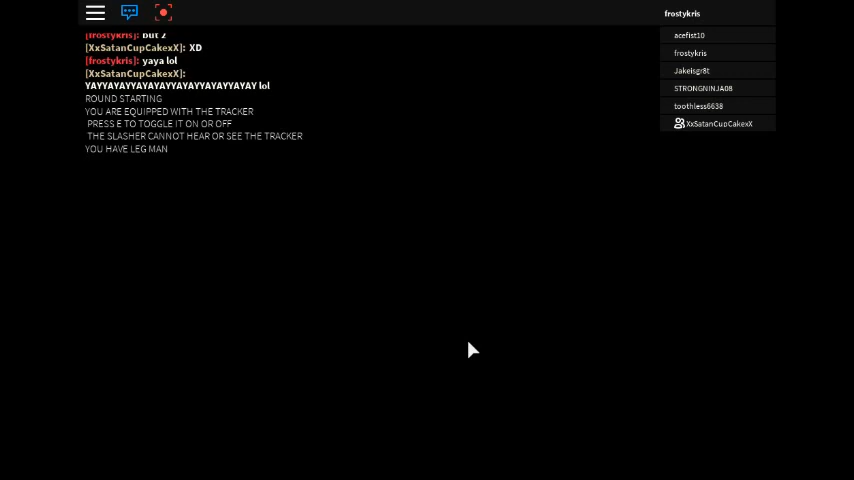 frostykris
[frostykris]: but 2
[XxSatanCupCakexX]: XD
[frostykris]: yaya lol
[XxSatanCupCakexX]:
YAYYAYAYYAYAYAYYAYAYYAYAYYAYAY lol
ROUND STARTING
YOU ARE EQUIPPED WITH THE TRACKER
PRESS E TO TOGGLE IT ON OR OFF
THE SLASHER CANNOT HEAR OR SEE THE TRACKER
YOU HAVE LEG MAN
acefist10
frostykris
Jakeisgr8t
STRONGNINJA08
toothless6638
XxSatanCupCakexX